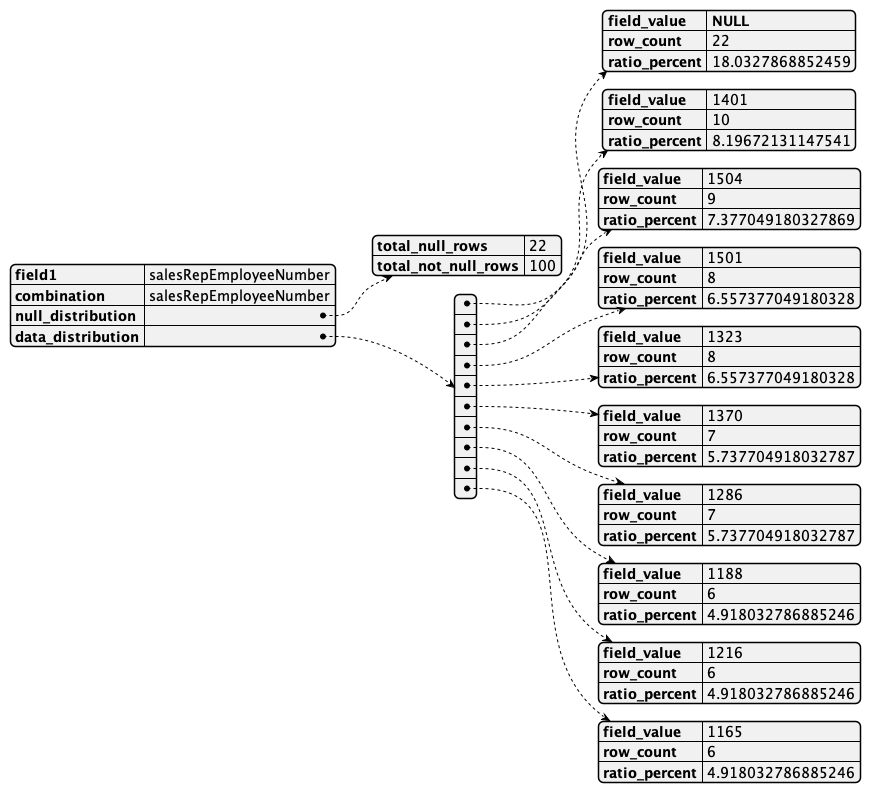 field1 salesRepEmployeeNumber
combination salesRepEmployeeNumber
null_distribution
data_distribution
total_null_rows 22
total_not_null_rows 100
field_value NULL
row_count 22
ratio_percent 18.0327868852459
field_value 1401
row_count 10
ratio_percent 8.19672131147541
field_value 1504
row_count 9
ratio_percent 7.377049180327869
field_value 1501
row_count 8
ratio_percent 6.557377049180328
field_value 1323
row_count 8
ratio_percent 6.557377049180328
field_value 1370
row_count 7
ratio_percent 5.737704918032787
field_value 1286
row_count 7
ratio_percent 5.737704918032787
field_value 1188
row_count 6
ratio_percent 4.918032786885246
field_value 1216
row_count 6
ratio_percent 4.918032786885246
field_value 1165
row_count 6
ratio_percent 4.918032786885246